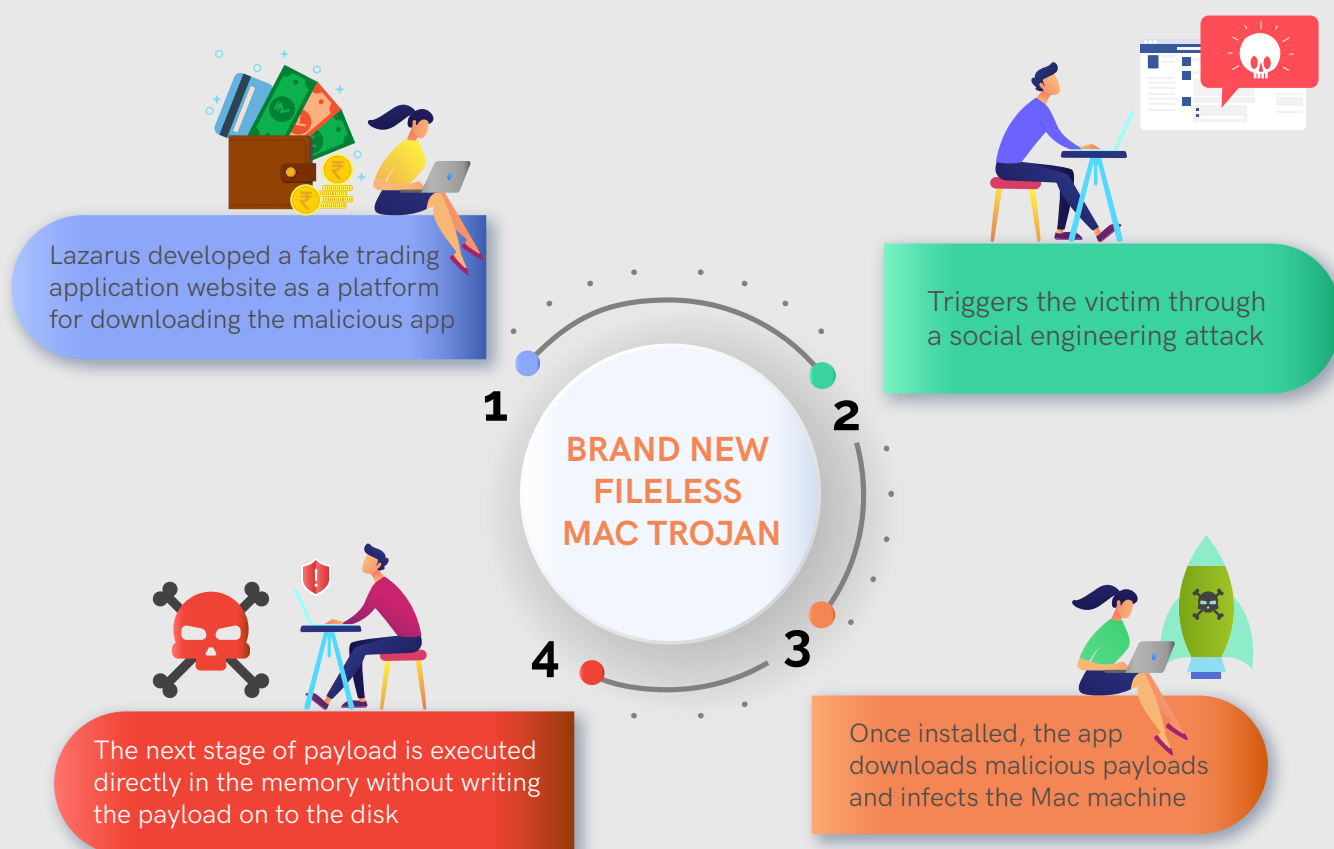 Lazarus developed a fake trading
application website as a platform
for downloading the malicious app
1
Triggers the victim through
a social engineering attack
2
BRAND NEW
FILELESS
MAC TROJAN
3
Once installed, the app
downloads malicious payloads
and infects the Mac machine
4
The next stage of payload is executed
directly in the memory without writing
the payload on to the disk